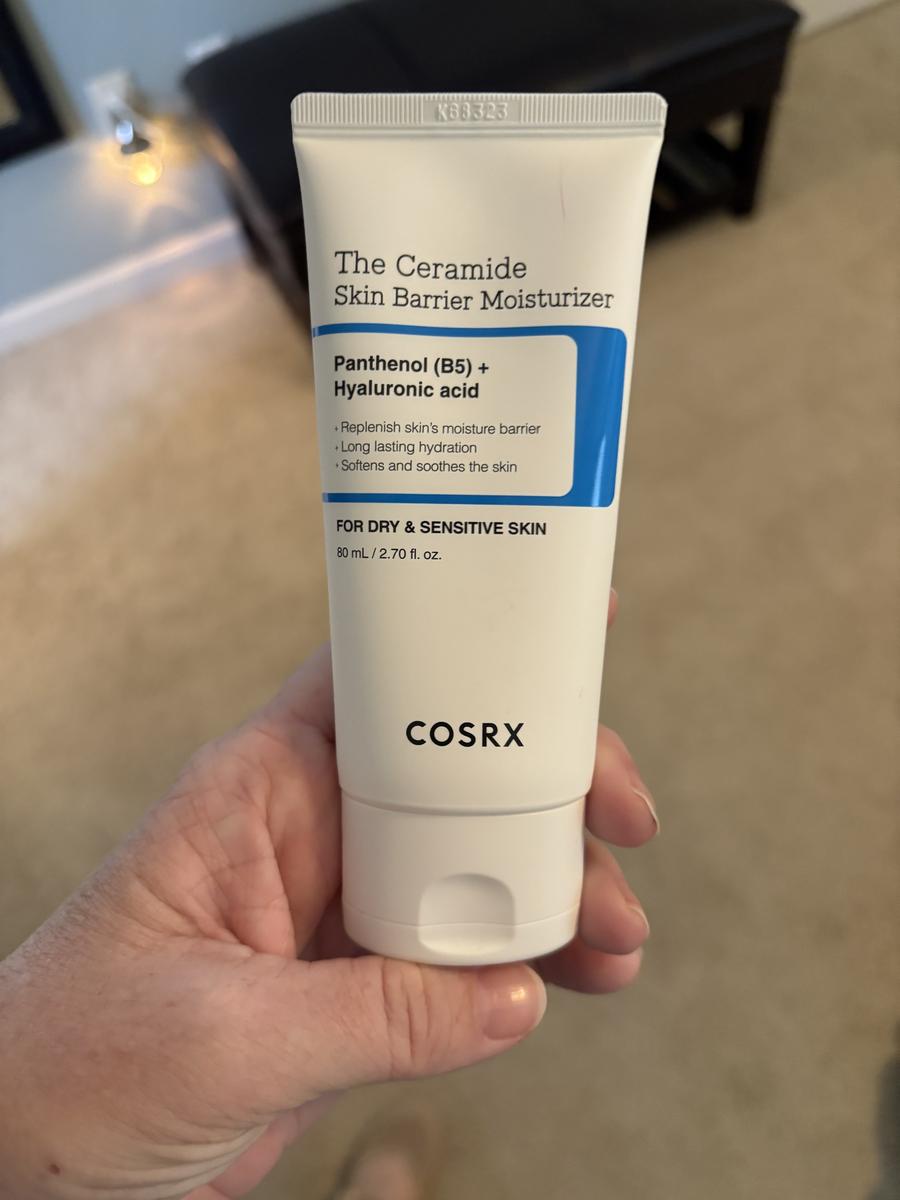 K68323
The Ceramide
Skin Barrier Moisturizer
Panthenol (B5) +
Hyaluronic acid
+ Replenish skin's moisture barrier
+ Long lasting hydration
+ Softens and soothes the skin
FOR DRY & SENSITIVE SKIN
80 mL / 2.70 fl. oz.
COSRX